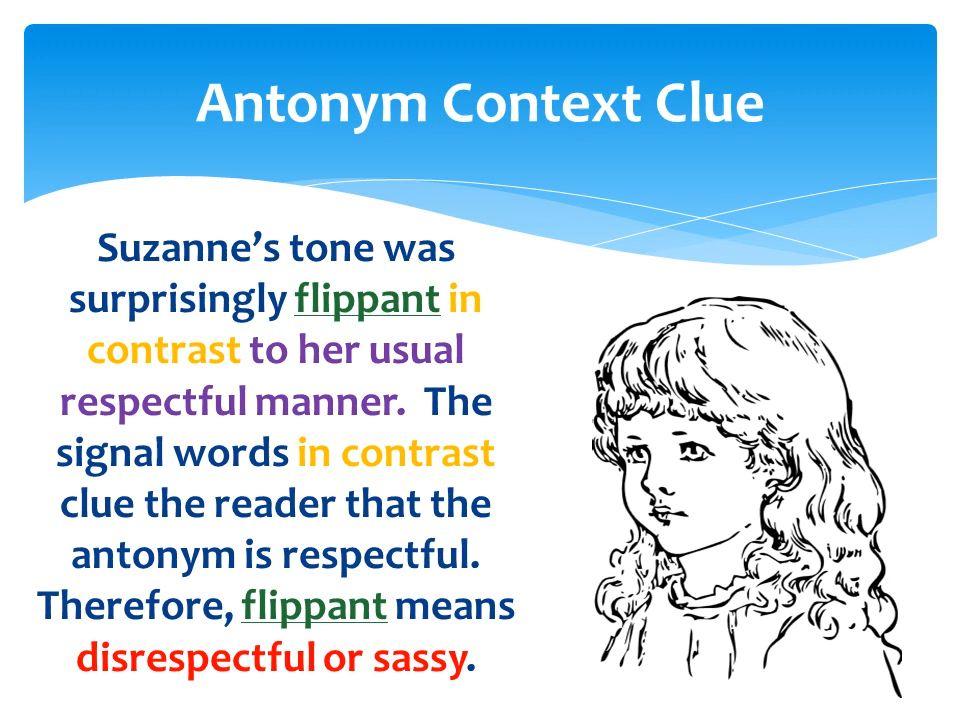 Antonym Context Clue
Suzanne’s tone was
surprisingly flippant in
contrast to her usual
respectful manner.  The
signal words in contrast
clue the reader that the
antonym is respectful.
Therefore, flippant means
disrespectful or sassy.